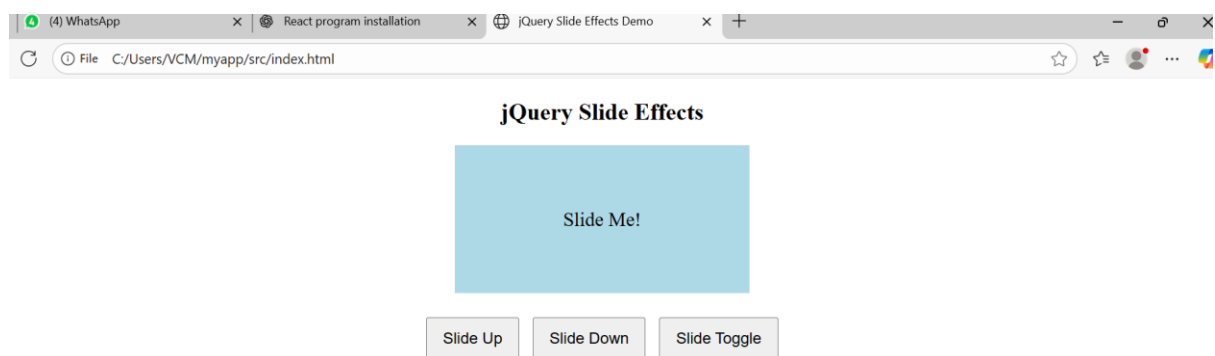 (4) WhatsApp React program installation jQuery Slide Effects Demo
File C:/Users/VCM/myapp/src/index.html
jQuery Slide Effects
Slide Me!
Slide Up Slide Down Slide Toggle